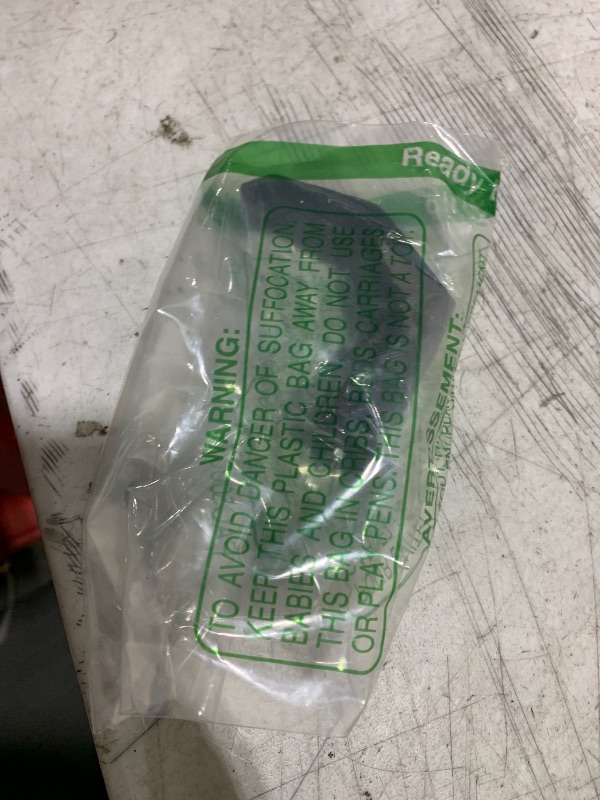 Ready
WARNING:
TO AVOID DANGER OF SUFFOCATION,
KEEP THIS PLASTIC BAG AWAY FROM
BABIES AND CHILDREN. DO NOT USE
THIS BAG IN CRIBS, BEDS, CARRIAGES
OR PLAY PENS. THIS BAG IS NOT A TOY.